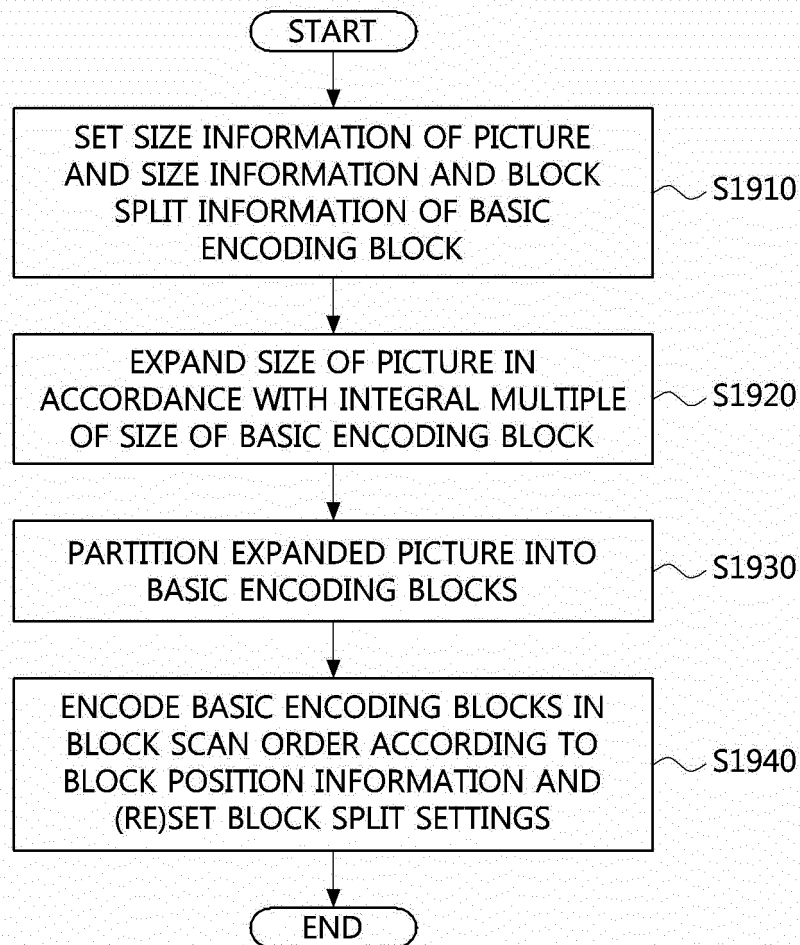 START
SET SIZE INFORMATION OF PICTURE
AND SIZE INFORMATION AND BLOCK
SPLIT INFORMATION OF BASIC
ENCODING BLOCK
S1910
EXPAND SIZE OF PICTURE IN
ACCORDANCE WITH INTEGRAL MULTIPLE
OF SIZE OF BASIC ENCODING BLOCK
S1920
PARTITION EXPANDED PICTURE INTO
BASIC ENCODING BLOCKS
S1930
ENCODE BASIC ENCODING BLOCKS IN
BLOCK SCAN ORDER ACCORDING TO
BLOCK POSITION INFORMATION AND
(RE)SET BLOCK SPLIT SETTINGS
S1940
END